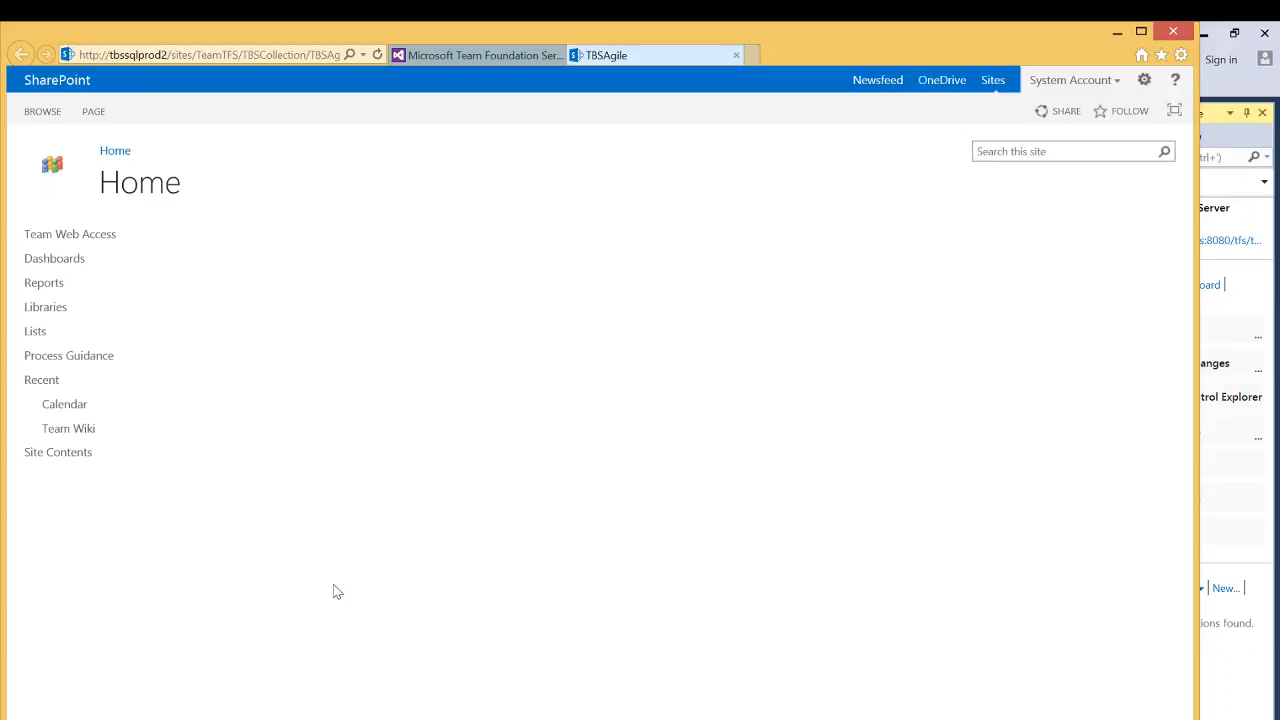 Sign in
http://tbssqlprod2/sites/TeamTFS/TBSCollection/TBSAg
Microsoft Team Foundation Ser...
TBSAgile
SharePoint
Newsfeed
OneDrive
Sites
System Account
?
BROWSE
PAGE
SHARE
FOLLOW
Home
Search this site
Home
trl+')
Server
s:8080/tfs/t...
oard
...
anges
...
trol Explorer
...
Team Web Access
Dashboards
Reports
Libraries
Lists
Process Guidance
Recent
Calendar
Team Wiki
Site Contents
New...
ions found.